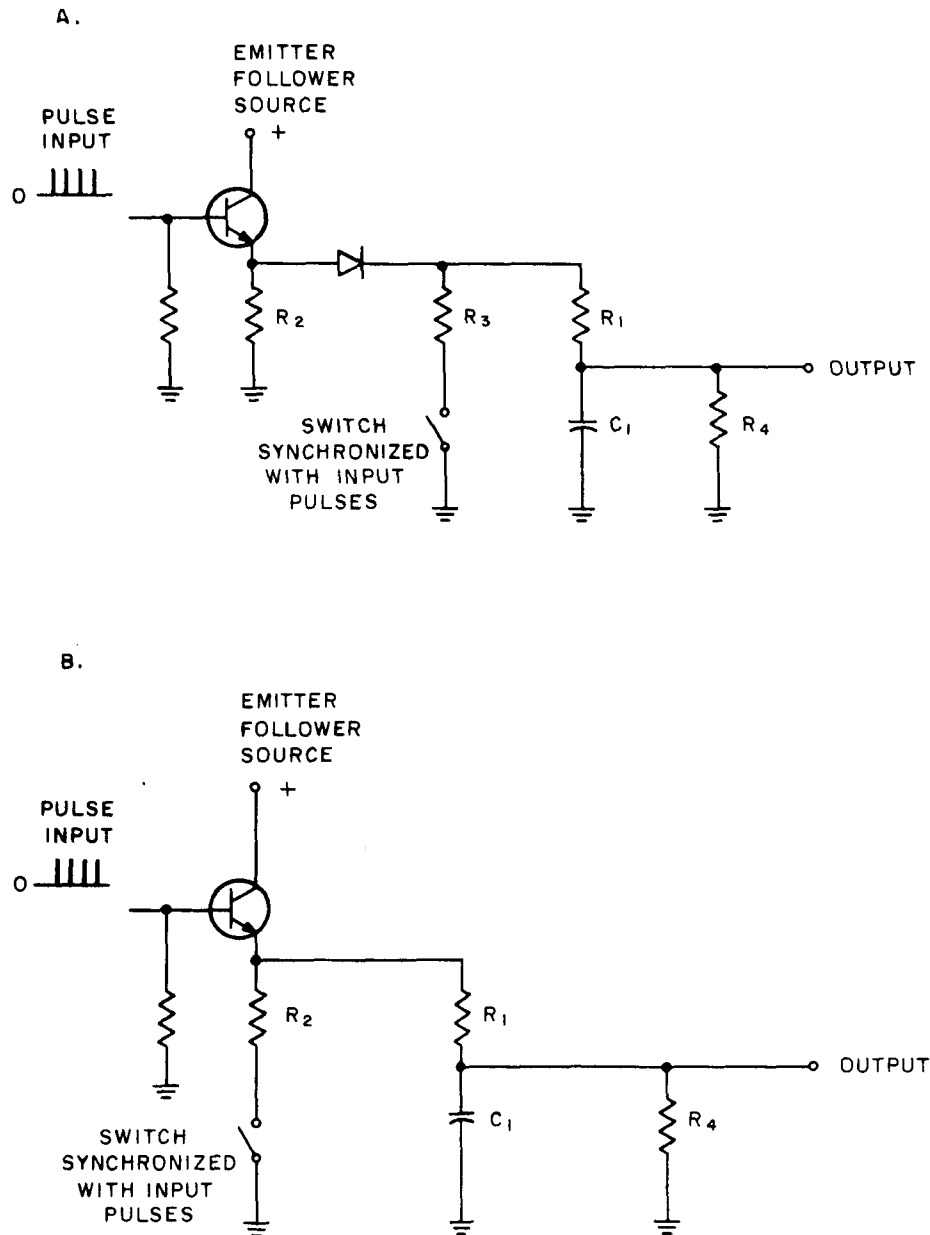 A.
EMITTER
FOLLOWER
SOURCE
+
PULSE
INPUT
0
R2
R3
R1
OUTPUT
SWITCH
SYNCHRONIZED
WITH INPUT
PULSES
C1
R4
B.
EMITTER
FOLLOWER
SOURCE
+
PULSE
INPUT
0
R2
R1
OUTPUT
SWITCH
SYNCHRONIZED
WITH INPUT
PULSES
C1
R4